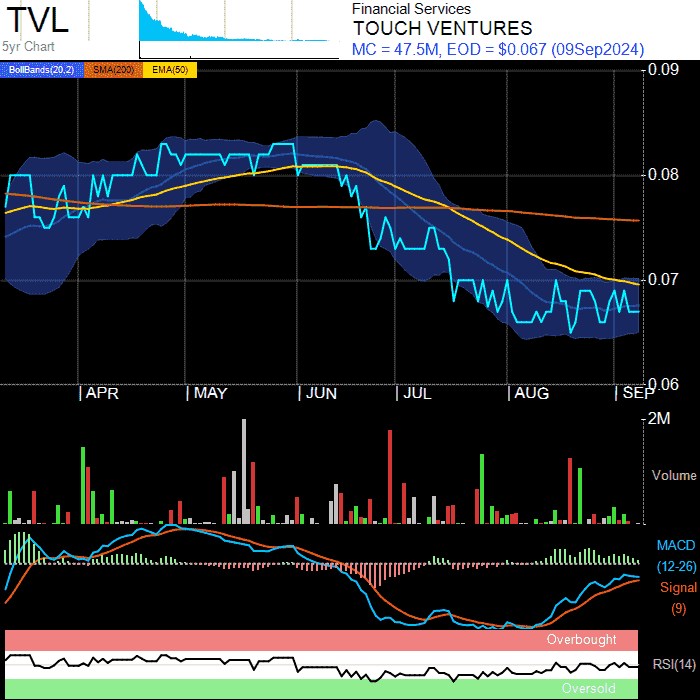 TVL
5yr Chart
Financial Services
TOUCH VENTURES
MC = 47.5M, EOD = $0.067 (09Sep2024)
BollBands(20,2) SMA(200) EMA(50)
0.09
0.08
0.07
0.06
APR MAY JUN JUL AUG SEP
2M
Volume
MACD
(12-26)
Signal
(9)
Overbought
RSI(14)
Oversold